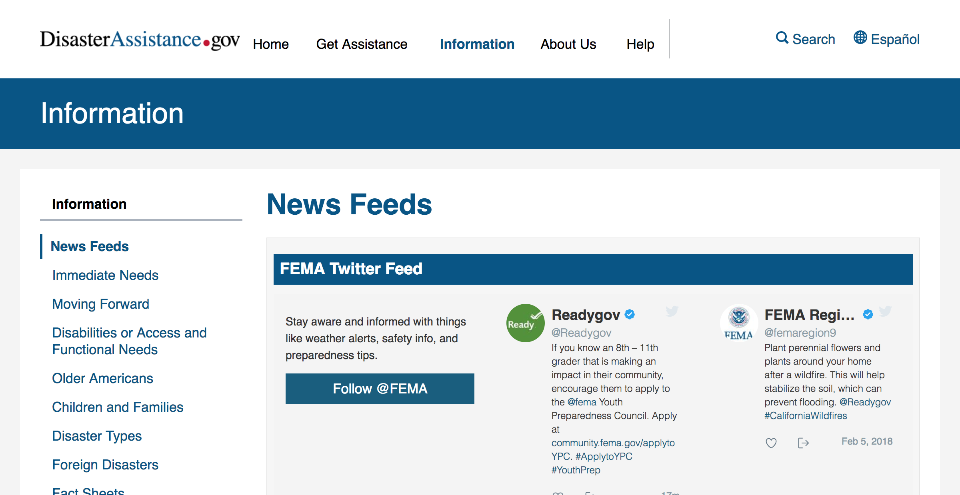 DisasterAssistance.gov
Home Get Assistance Information About Us Help
Search Español
Information
Information
News Feeds
Immediate Needs
Moving Forward
Disabilities or Access and
Functional Needs
Older Americans
Children and Families
Disaster Types
Foreign Disasters
Fact Sheets
News Feeds
FEMA Twitter Feed
Stay aware and informed with things
like weather alerts, safety info, and
preparedness tips.
Follow @FEMA
Ready
Readygov
@Readygov
If you know an 8th – 11th
grader that is making an
impact in their community,
encourage them to apply to
the @fema Youth
Preparedness Council. Apply
at
community.fema.gov/applyto
YPC. #ApplytoYPC
#YouthPrep
17m
FEMA
FEMA Regi...
@femaregion9
Plant perennial flowers and
plants around your home
after a wildfire. This will help
stabilize the soil, which can
prevent flooding. @Readygov
#CaliforniaWildfires
Feb 5, 2018